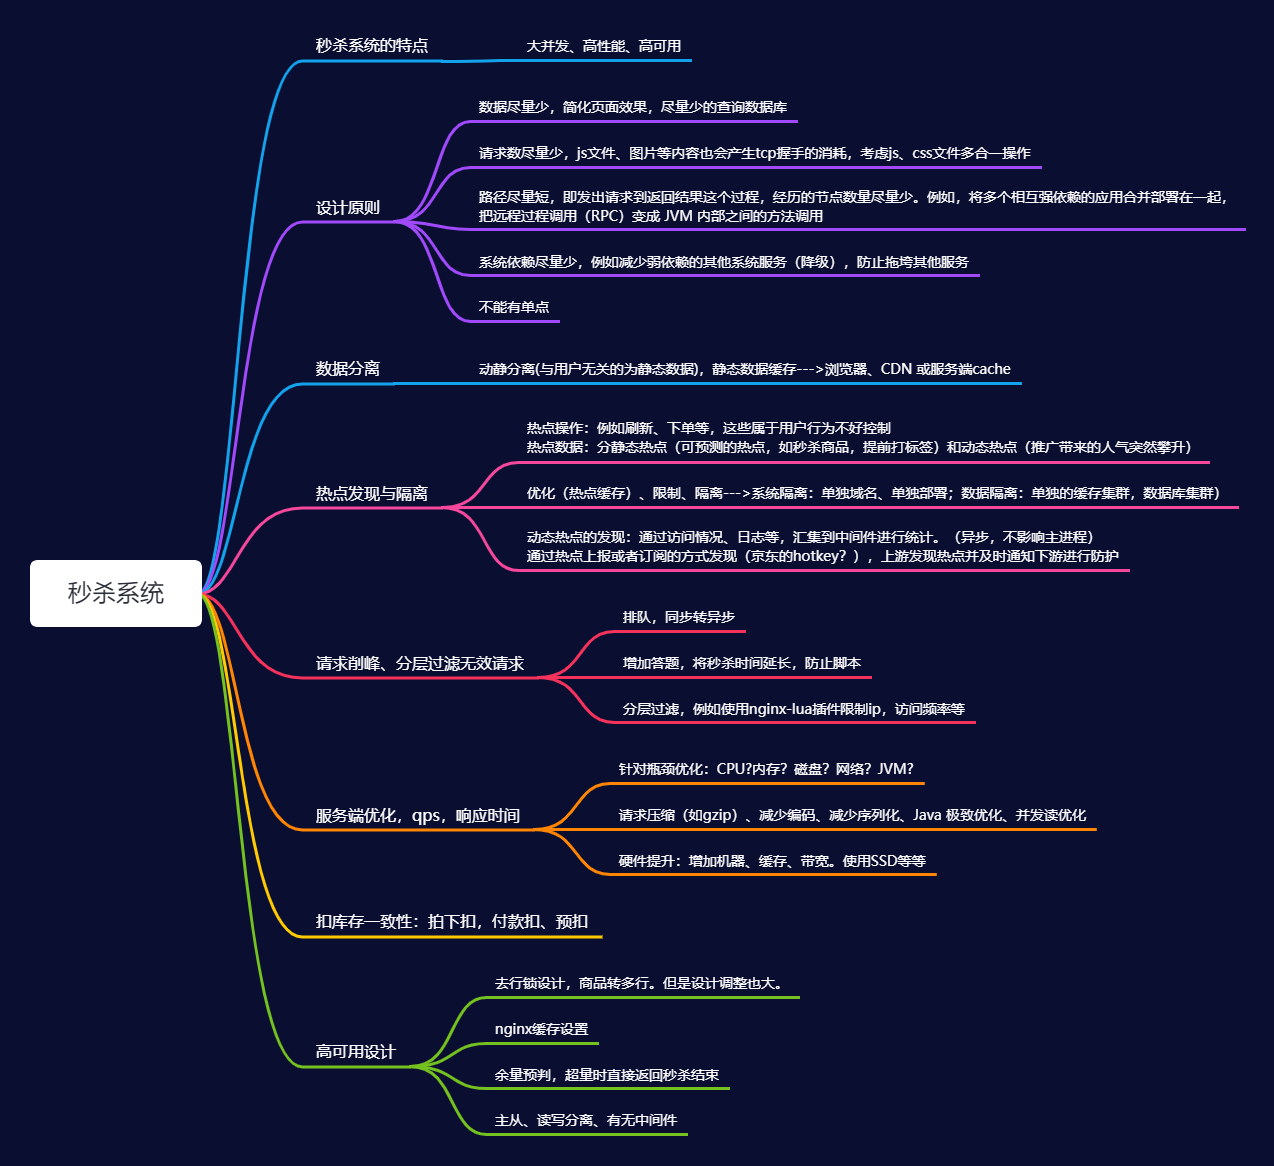 秒杀系统
秒杀系统的特点
大并发、高性能、高可用
设计原则
数据尽量少，简化页面效果，尽量少的查询数据库
请求数尽量少，js文件、图片等内容也会产生tcp握手的消耗，考虑js、css文件多合一操作
路径尽量短，即发出请求到返回结果这个过程，经历的节点数量尽量少。例如，将多个相互强依赖的应用合并部署在一起，
把远程过程调用（RPC）变成 JVM 内部之间的方法调用
系统依赖尽量少，例如减少弱依赖的其他系统服务（降级），防止拖垮其他服务
不能有单点
数据分离
动静分离(与用户无关的为静态数据)，静态数据缓存--->浏览器、CDN 或服务端cache
热点发现与隔离
热点操作：例如刷新、下单等，这些属于用户行为不好控制
热点数据：分静态热点（可预测的热点，如秒杀商品，提前打标签）和动态热点（推广带来的人气突然攀升）
优化（热点缓存）、限制、隔离--->系统隔离：单独域名、单独部署；数据隔离：单独的缓存集群，数据库集群）
动态热点的发现：通过访问情况、日志等，汇集到中间件进行统计。（异步，不影响主进程）
通过热点上报或者订阅的方式发现（京东的hotkey？），上游发现热点并及时通知下游进行防护
请求削峰、分层过滤无效请求
排队，同步转异步
增加答题，将秒杀时间延长，防止脚本
分层过滤，例如使用nginx-lua插件限制ip，访问频率等
服务端优化，qps，响应时间
针对瓶颈优化：CPU?内存？磁盘？网络？JVM？
请求压缩（如gzip）、减少编码、减少序列化、Java 极致优化、并发读优化
硬件提升：增加机器、缓存、带宽。使用SSD等等
扣库存一致性：拍下扣，付款扣、预扣
高可用设计
去行锁设计，商品转多行。但是设计调整也大。
nginx缓存设置
余量预判，超量时直接返回秒杀结束
主从、读写分离、有无中间件